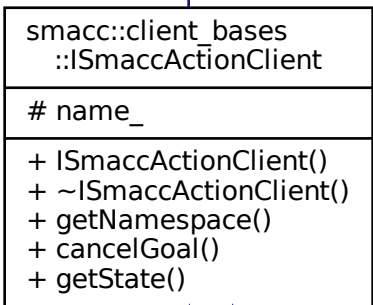 smacc::client_bases
::ISmaccActionClient
# name_
+ ISmaccActionClient()
+ ~ISmaccActionClient()
+ getNamespace()
+ cancelGoal()
+ getState()